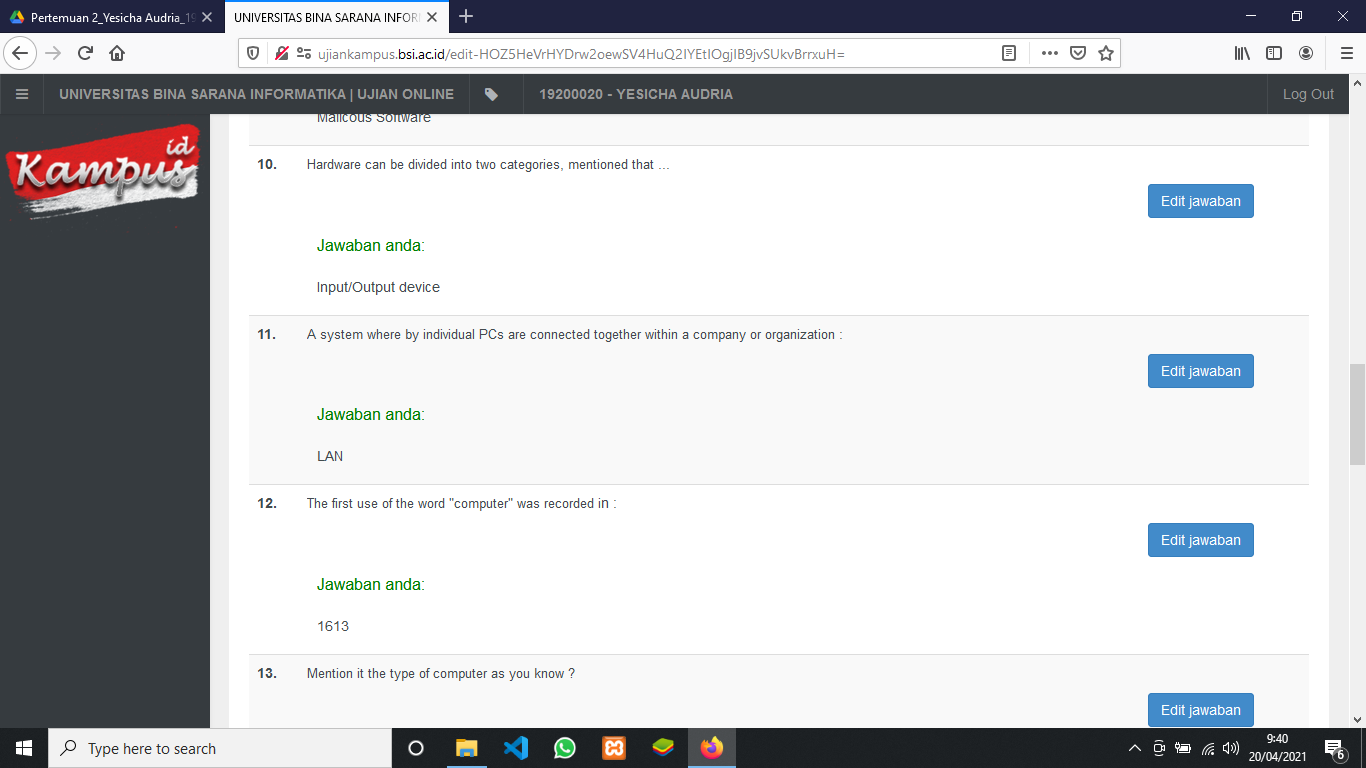 Pertemuan 2_Yesicha Audria_19
UNIVERSITAS BINA SARANA INFOR
ujiankampus.bsi.ac.id/edit-HOZ5HeVrHYDrw2oewSV4HuQ2IYEtIOgjIB9jvSUkvBrrxuH=
UNIVERSITAS BINA SARANA INFORMATIKA | UJIAN ONLINE
19200020 - YESICHA AUDRIA
Log Out
Kampus id
Malicous Software
10. Hardware can be divided into two categories, mentioned that ...
Edit jawaban
Jawaban anda:
Input/Output device
11. A system where by individual PCs are connected together within a company or organization :
Edit jawaban
Jawaban anda:
LAN
12. The first use of the word "computer" was recorded in :
Edit jawaban
Jawaban anda:
1613
13. Mention it the type of computer as you know ?
Edit jawaban
Type here to search
9:40
20/04/2021
6